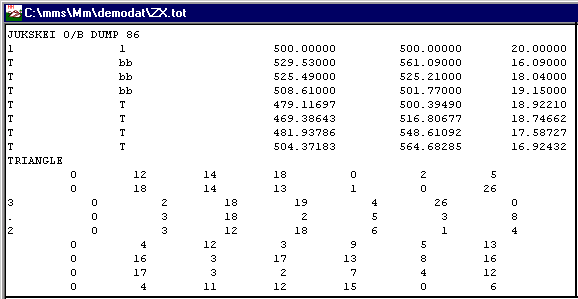 C:\mms\Mm\demodat\ZX.tot
JUKSKEI O/B DUMP 86
1 1 500.00000 500.00000 20.00000
T bb 529.53000 561.09000 16.09000
T bb 525.49000 525.21000 18.04000
T bb 508.61000 501.77000 19.15000
T T 479.11697 500.39490 18.92210
T T 469.38643 516.80677 18.74662
T T 481.93786 548.61092 17.58727
T T 504.37183 564.68285 16.92432
TRIANGLE
0 12 14 18 0 2 5
0 18 14 13 1 0 26
3 0 2 18 19 4 26 0
. 0 3 18 2 5 3 8
2 0 3 12 18 6 1 4
0 4 12 3 9 5 13
0 16 3 17 13 8 16
0 17 3 2 7 4 12
0 4 11 12 15 0 6